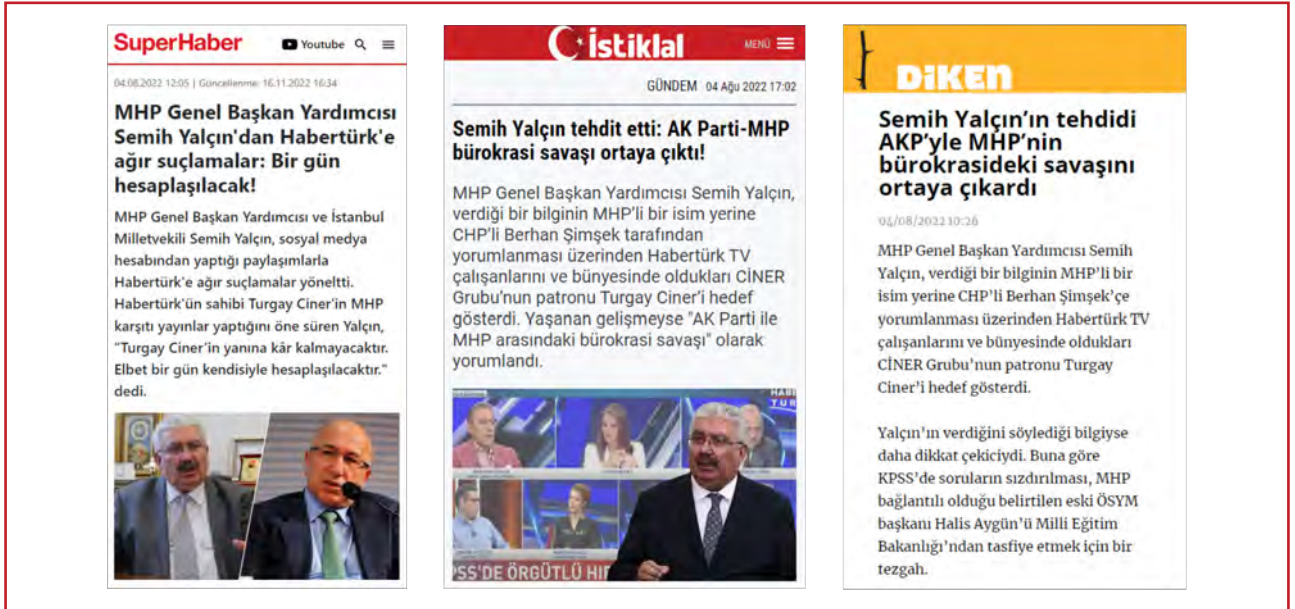 SuperHaber
Youtube
04.08.2022 12:05 | Güncellenme: 16.11.2022 16:34
MHP Genel Başkan Yardımcısı
Semih Yalçın'dan Habertürk'e
ağır suçlamalar: Bir gün
hesaplaşılacak!
MHP Genel Başkan Yardımcısı ve İstanbul
Milletvekili Semih Yalçın, sosyal medya
hesabından yaptığı paylaşımlarla
Habertürk'e ağır suçlamalar yöneltti.
Habertürk'ün sahibi Turgay Ciner'in MHP
karşıtı yayınlar yaptığını öne süren Yalçın,
"Turgay Ciner'in yanına kâr kalmayacaktır.
Elbet bir gün kendisiyle hesaplaşılacaktır."
dedi.
istiklal
MENÜ
GÜNDEM 04 Ağu 2022 17:02
Semih Yalçın tehdit etti: AK Parti-MHP
bürokrasi savaşı ortaya çıktı!
MHP Genel Başkan Yardımcısı Semih Yalçın,
verdiği bir bilginin MHP'li bir isim yerine
CHP'li Berhan Şimşek tarafından
yorumlanması üzerinden Habertürk TV
çalışanlarını ve bünyesinde oldukları CİNER
Grubu'nun patronu Turgay Ciner'i hedef
gösterdi. Yaşanan gelişmeyse "AK Parti ile
MHP arasındaki bürokrasi savaşı" olarak
yorumlandı.
HABE
TUR
PSS'DE ÖRGÜTLÜ HI
DiKEN
Semih Yalçın'ın tehdidi
AKP'yle MHP'nin
bürokrasideki savaşını
ortaya çıkardı
04/08/2022 10:26
MHP Genel Başkan Yardımcısı Semih
Yalçın, verdiği bir bilginin MHP'li bir
isim yerine CHP'li Berhan Şimşek'çe
yorumlanması üzerinden Habertürk TV
çalışanlarını ve bünyesinde oldukları
CİNER Grubu'nun patronu Turgay
Ciner'i hedef gösterdi.
Yalçın'ın verdiğini söylediği bilgiyse
daha dikkat çekiciydi. Buna göre
KPSS'de soruların sızdırılması, MHP
bağlantılı olduğu belirtilen eski ÖSYM
başkanı Halis Aygün'ü Milli Eğitim
Bakanlığı'ndan tasfiye etmek için bir
tezgah.